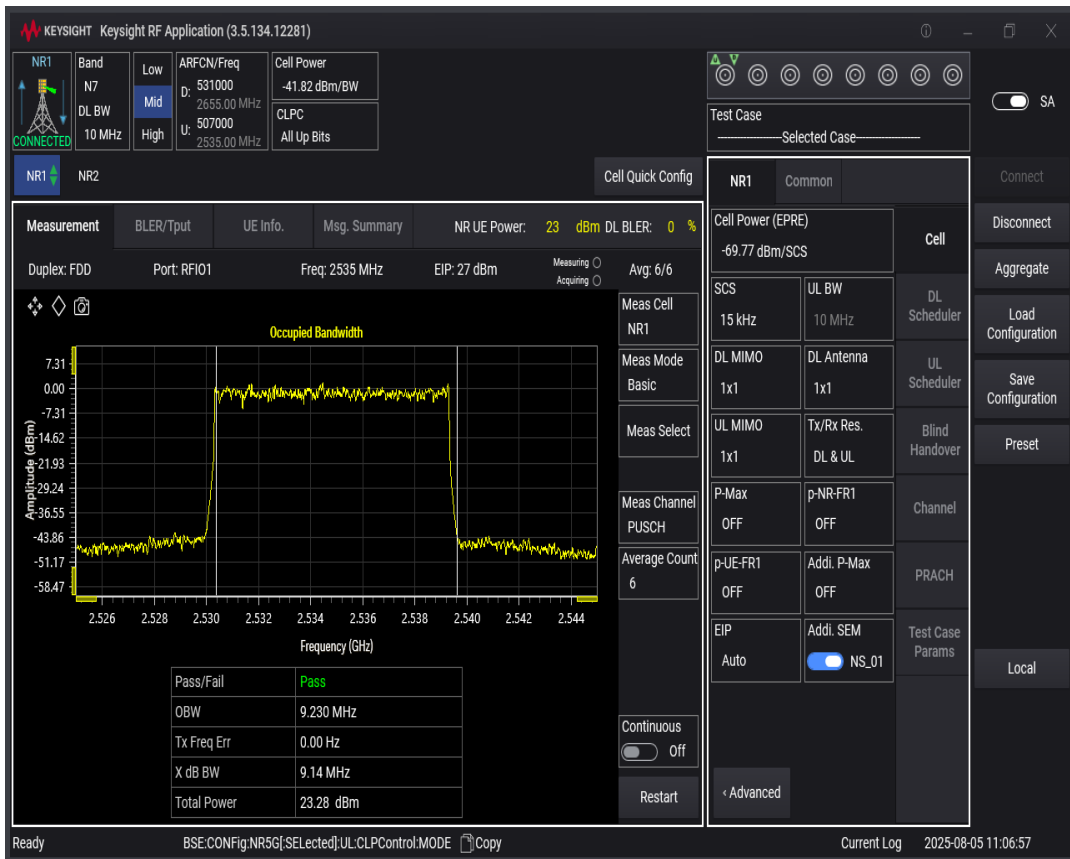 KEYSIGHT Keysight RF Application (3.5.134.12281)
NR1
CONNECTED
Band
N7
DL BW
10 MHz
Low
Mid
High
ARFCN/Freq
D: 531000
2655.00 MHz
U: 507000
2535.00 MHz
Cell Power
-41.82 dBm/BW
CLPC
All Up Bits
Test Case
----------------Selected Case----------------
SA
NR1 NR2
Cell Quick Config
Measurement BLER/Tput UE Info. Msg. Summary NR UE Power: 23 dBm DL BLER: 0 %
Duplex: FDD Port: RFIO1 Freq: 2535 MHz EIP: 27 dBm Measuring Acquiring Avg: 6/6
Occupied Bandwidth
Amplitude (dBm)
7.31
0.00
-7.31
-14.62
-21.93
-29.24
-36.55
-43.86
-51.17
-58.47
2.526 2.528 2.530 2.532 2.534 2.536 2.538 2.540 2.542 2.544
Frequency (GHz)
Pass/Fail Pass
OBW 9.230 MHz
Tx Freq Err 0.00 Hz
X dB BW 9.14 MHz
Total Power 23.28 dBm
Meas Cell
NR1
Meas Mode
Basic
Meas Select
Meas Channel
PUSCH
Average Count
6
Continuous
Off
Restart
NR1 Common
Cell Power (EPRE)
-69.77 dBm/SCS
SCS
15 kHz
UL BW
10 MHz
DL MIMO
1x1
DL Antenna
1x1
UL MIMO
1x1
Tx/Rx Res.
DL & UL
P-Max
OFF
p-NR-FR1
OFF
p-UE-FR1
OFF
Addi. P-Max
OFF
EIP
Auto
Addi. SEM
NS_01
‹ Advanced
Cell
DL
Scheduler
UL
Scheduler
Blind
Handover
Channel
PRACH
Test Case
Params
Connect
Disconnect
Aggregate
Load
Configuration
Save
Configuration
Preset
Local
Ready BSE:CONFig:NR5G[:SELected]:UL:CLPControl:MODE Copy Current Log 2025-08-05 11:06:57